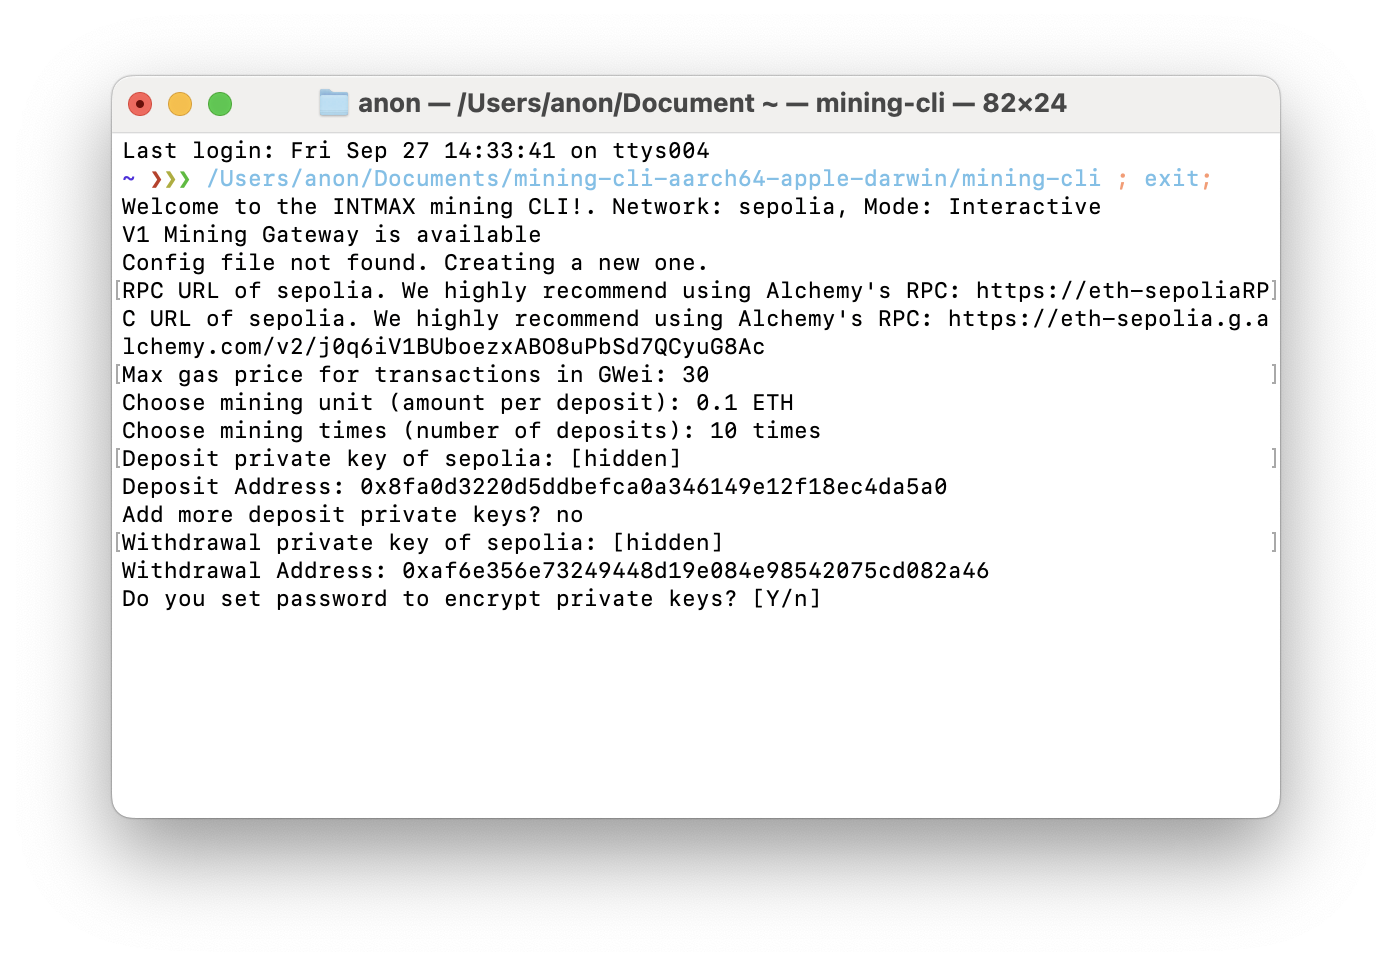 anon — /Users/anon/Document ~ — mining-cli — 82×24
Last login: Fri Sep 27 14:33:41 on ttys004
~ ❯❯❯ /Users/anon/Documents/mining-cli-aarch64-apple-darwin/mining-cli ; exit;
Welcome to the INTMAX mining CLI!. Network: sepolia, Mode: Interactive
V1 Mining Gateway is available
Config file not found. Creating a new one.
[RPC URL of sepolia. We highly recommend using Alchemy's RPC: https://eth-sepoliaRP]
C URL of sepolia. We highly recommend using Alchemy's RPC: https://eth-sepolia.g.a
lchemy.com/v2/j0q6iV1BUboezxABO8uPbSd7QCyuG8Ac
[Max gas price for transactions in GWei: 30 ]
Choose mining unit (amount per deposit): 0.1 ETH
Choose mining times (number of deposits): 10 times
[Deposit private key of sepolia: [hidden] ]
Deposit Address: 0x8fa0d3220d5ddbefca0a346149e12f18ec4da5a0
Add more deposit private keys? no
[Withdrawal private key of sepolia: [hidden] ]
Withdrawal Address: 0xaf6e356e73249448d19e084e98542075cd082a46
Do you set password to encrypt private keys? [Y/n]